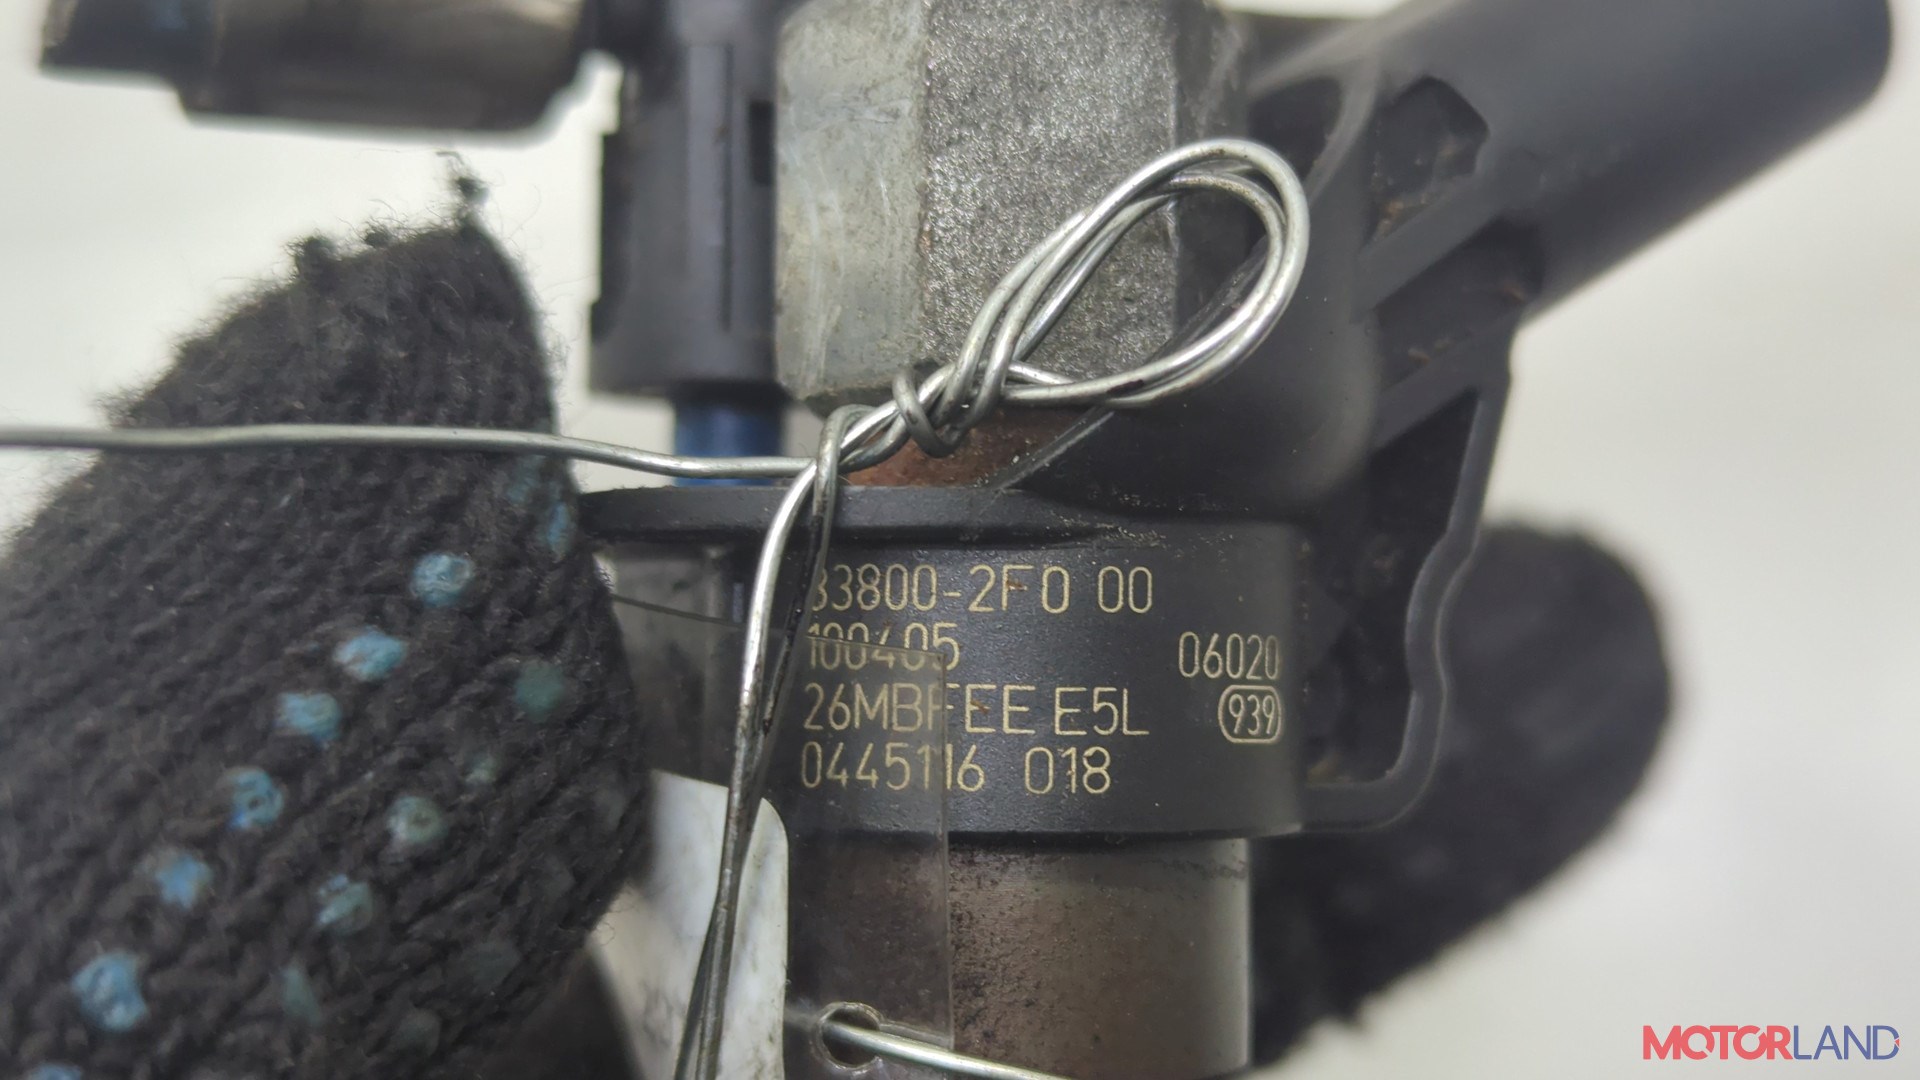 33800-2F0 00
100405
06020
26MBFEE E5L
939
0445116 018
MOTORLAND